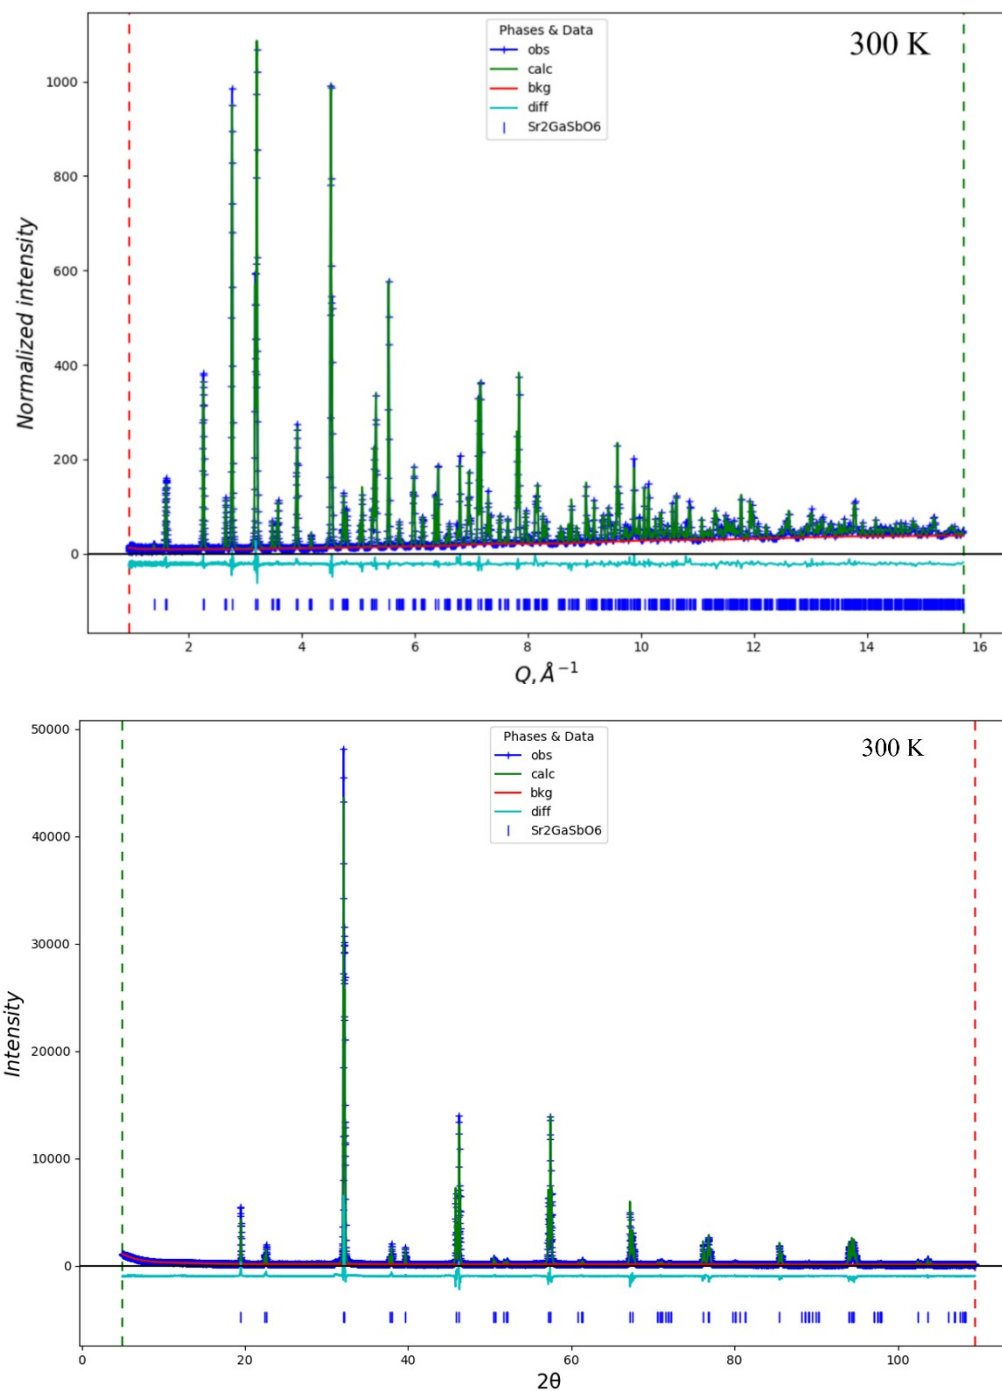 Phases & Data
obs
calc
bkg
diff
Sr2GaSbO6
300 K
1000
800
600
400
200
0
Normalized intensity
2
4
6
8
10
12
14
16
Q, Å⁻¹
50000
40000
30000
20000
10000
0
Phases & Data
obs
calc
bkg
diff
Sr2GaSbO6
300 K
Intensity
0
20
40
60
80
100
2θ